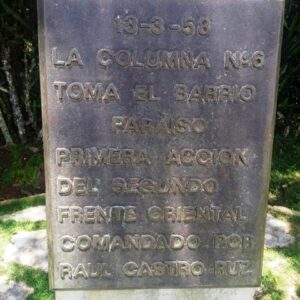 13-3-58
LA COLUMNA Nº6
TOMA EL BARRIO
PARAISO
PRIMERA ACCION
DEL SEGUNDO
FRENTE ORIENTAL
COMANDADO POR
RAUL CASTRO RUZ